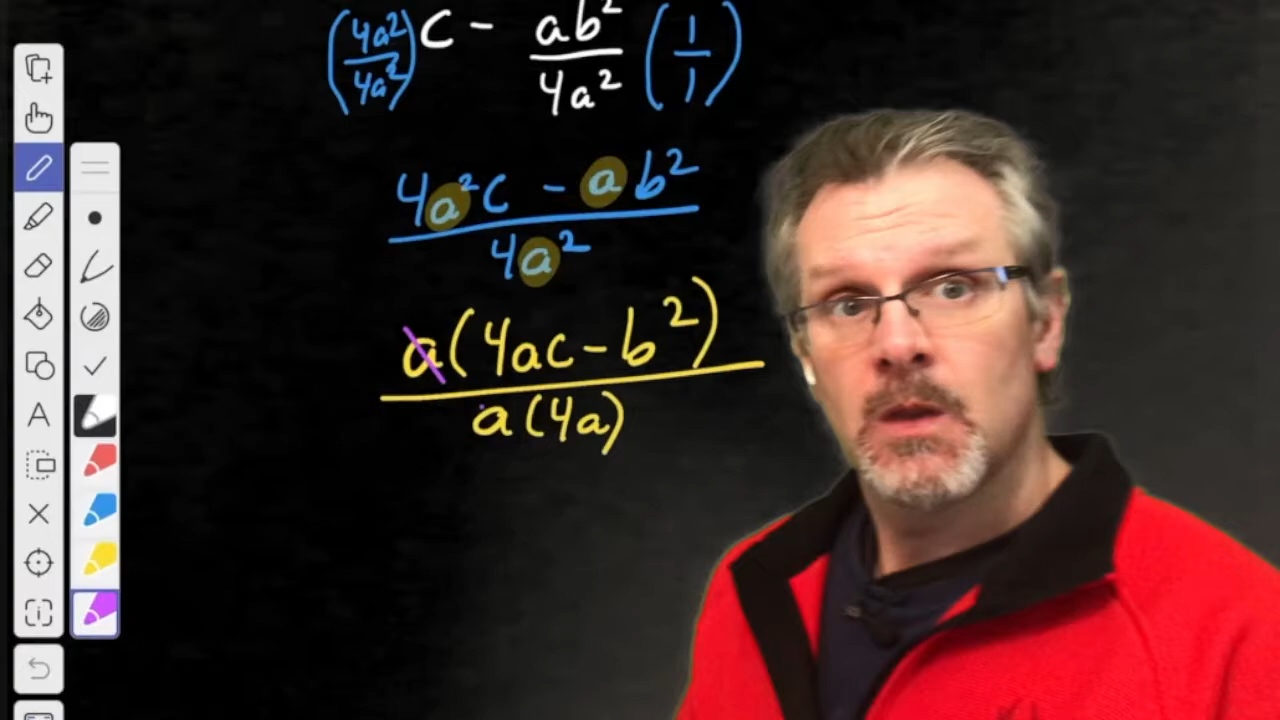 (4a²/4a²)c - ab²/4a² (1/1)
4a²c - ab²
4a²
a(4ac-b²)
a(4a)
A